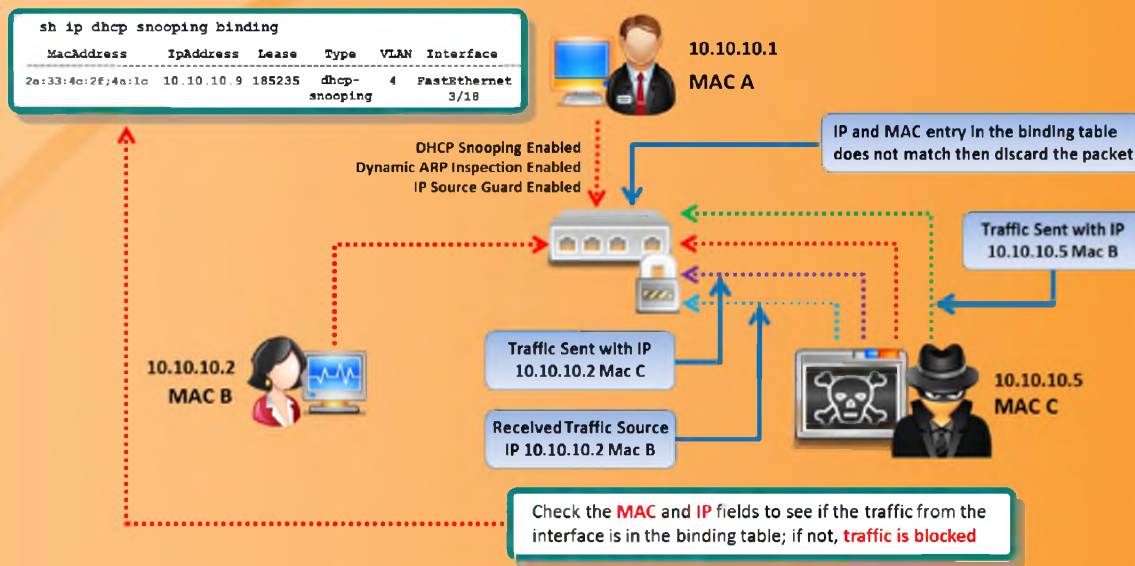 sh ip dhcp snooping binding
MacAddress IpAddress Lease Type VLAN Interface
2a:33:4c:2f;4a:1c 10.10.10.9 185235 dhcp- 4 FastEthernet
snooping 3/18
10.10.10.1
MAC A
IP and MAC entry in the binding table
does not match then discard the packet
DHCP Snooping Enabled
Dynamic ARP Inspection Enabled
IP Source Guard Enabled
Traffic Sent with IP
10.10.10.5 Mac B
10.10.10.2
MAC B
Traffic Sent with IP
10.10.10.2 Mac C
Received Traffic Source
IP 10.10.10.2 Mac B
10.10.10.5
MAC C
Check the MAC and IP fields to see if the traffic from the
interface is in the binding table; if not, traffic is blocked